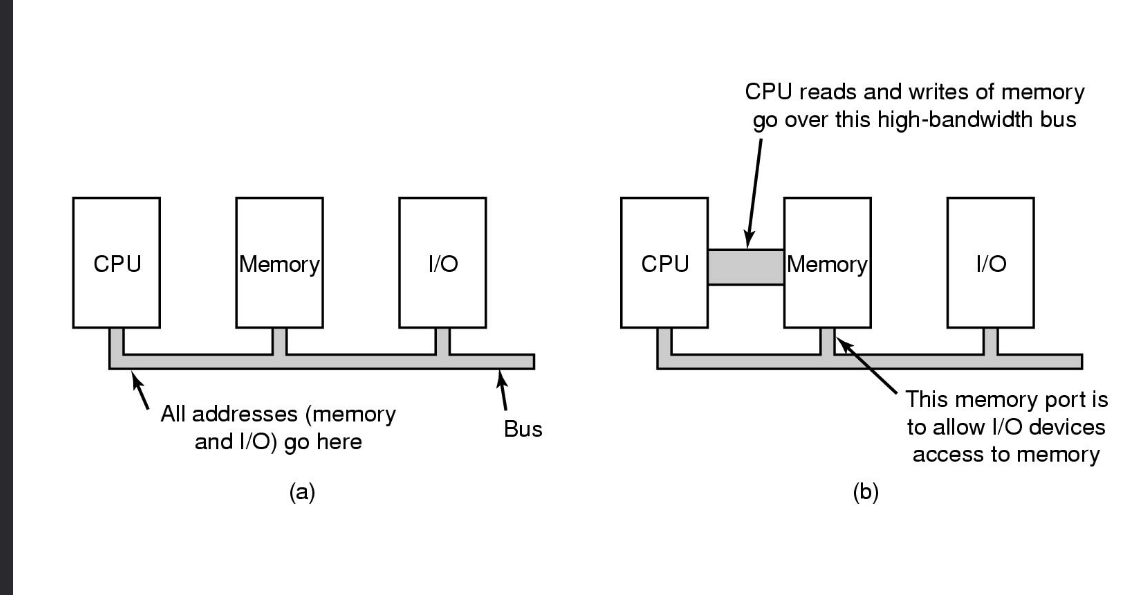 CPU
Memory
I/O
All addresses (memory
and I/O) go here
Bus
(a)
CPU reads and writes of memory
go over this high-bandwidth bus
CPU
Memory
I/O
This memory port is
to allow I/O devices
access to memory
(b)